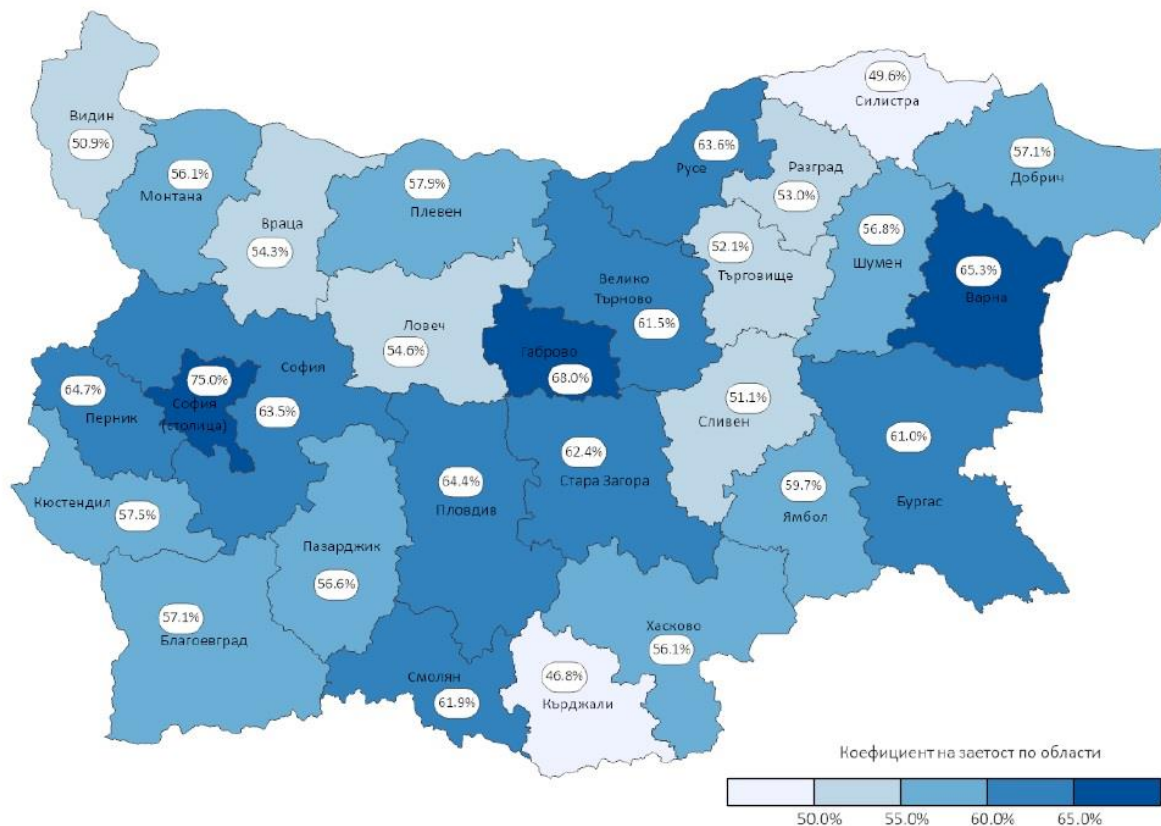 49.6%
Силистра
Видин
50.9%
63.6%
Русе
57.1%
Добрич
56.1%
Монтана
57.9%
Плевен
Разград
53.0%
Враца
54.3%
52.1%
Търговище
56.8%
Шумен
65.3%
Варна
Велико
Търново
61.5%
Ловеч
54.6%
Габрово
68.0%
София
63.5%
75.0%
София
(столица)
64.7%
Перник
51.1%
Сливен
62.4%
Стара Загора
61.0%
Бургас
64.4%
Пловдив
59.7%
Ямбол
Кюстендил
57.5%
Пазарджик
56.6%
57.1%
Благоевград
Хасково
56.1%
Смолян
61.9%
46.8%
Кърджали
Коефициент на заетост по области
50.0% 55.0% 60.0% 65.0%